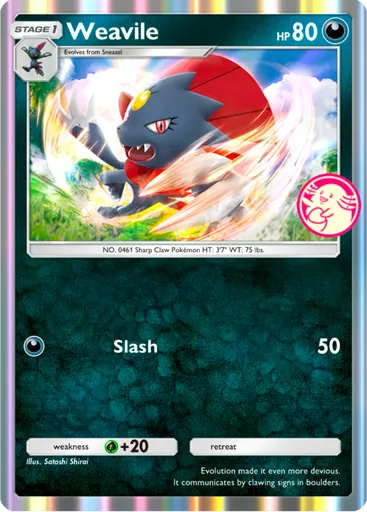 STAGE 1
Weavile
HP 80
Evolves from Sneasel
NO. 0461 Sharp Claw Pokémon HT: 3'7" WT: 75 lbs.
Slash 50
weakness +20 retreat
Illus. Satoshi Shirai
Evolution made it even more devious.
It communicates by clawing signs in boulders.